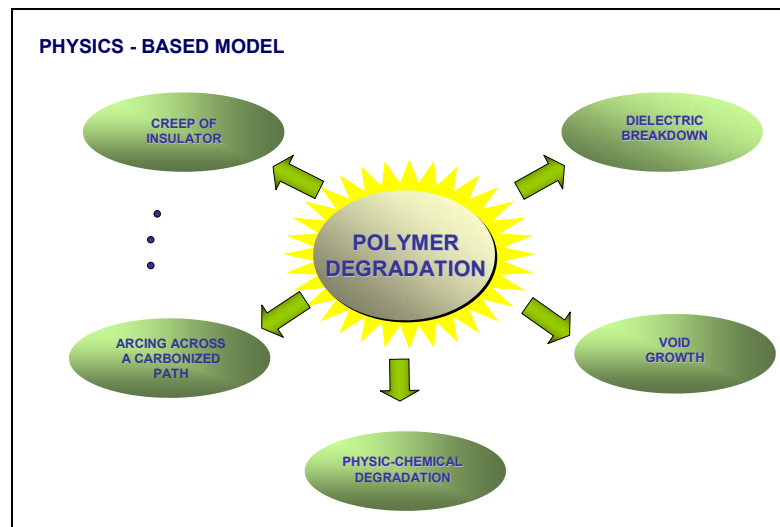 PHYSICS - BASED MODEL
CREEP OF
INSULATOR
DIELECTRIC
BREAKDOWN
POLYMER
DEGRADATION
ARCING ACROSS
A CARBONIZED
PATH
VOID
GROWTH
PHYSIC-CHEMICAL
DEGRADATION